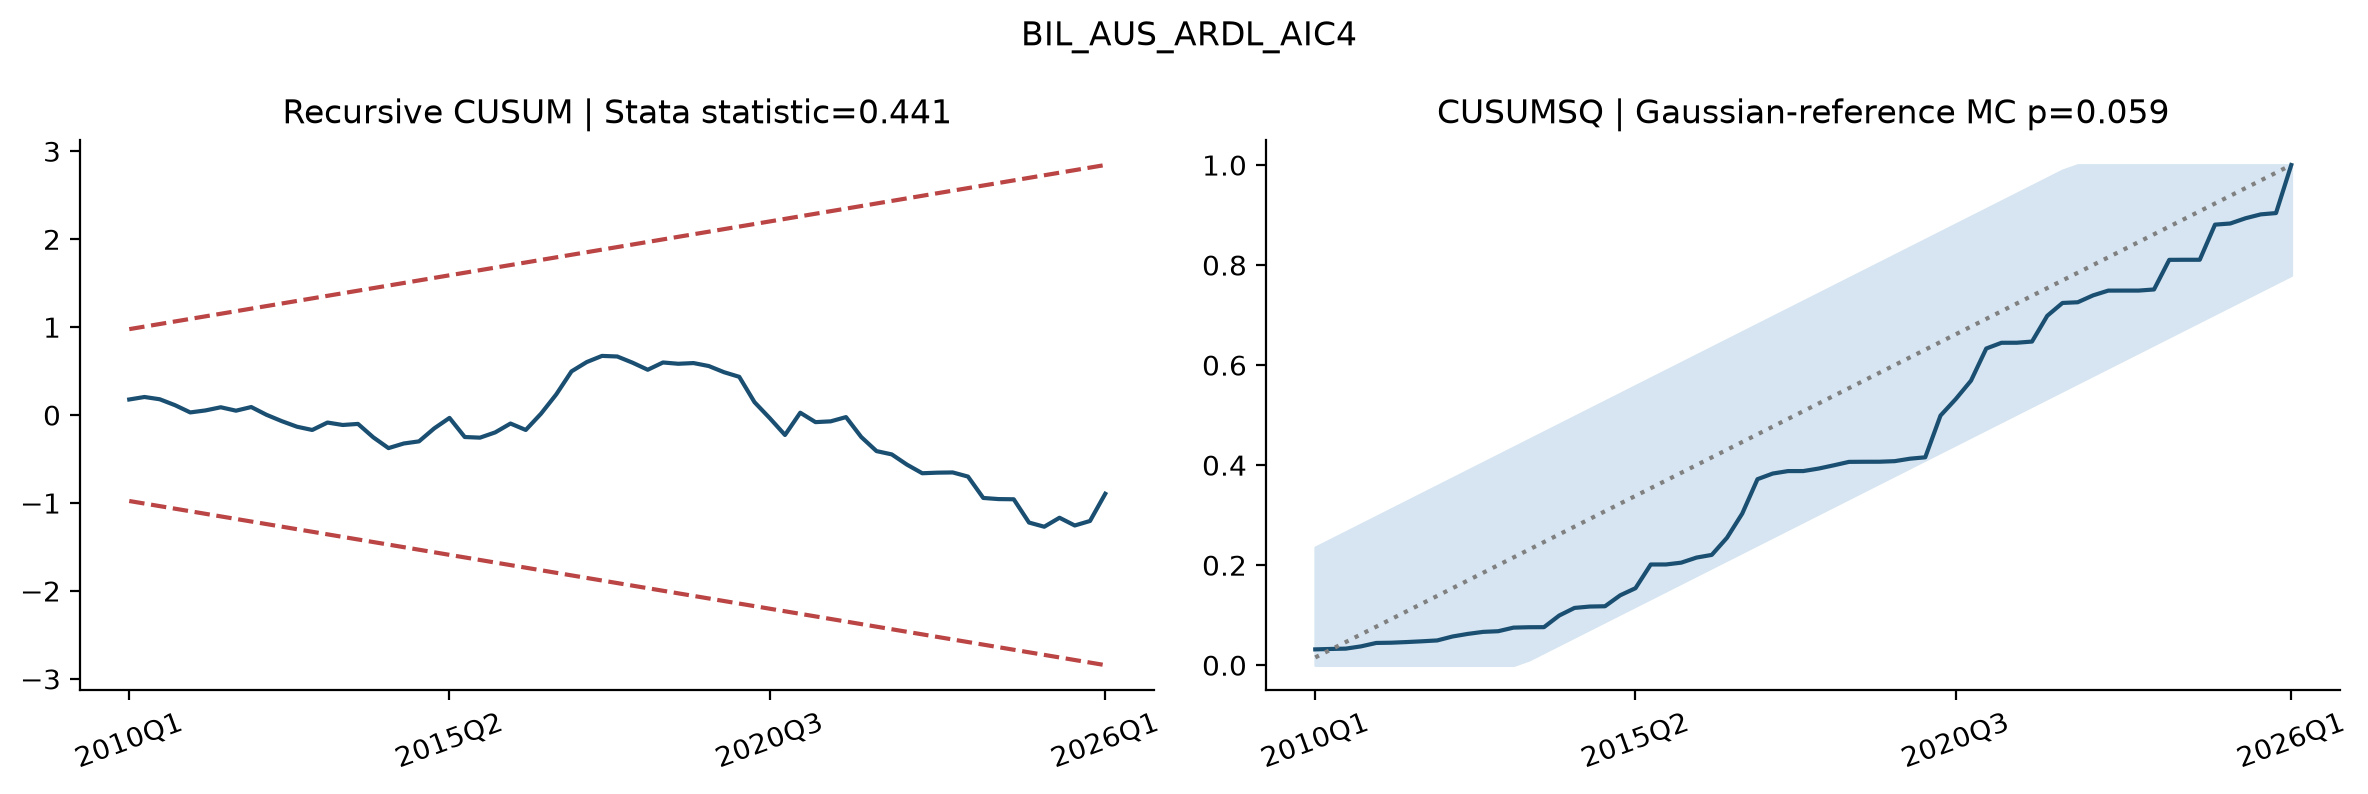 BIL_AUS_ARDL_AIC4
Recursive CUSUM | Stata statistic=0.441
3
2
1
0
−1
−2
−3
2010Q1
2015Q2
2020Q3
2026Q1
CUSUMSQ | Gaussian-reference MC p=0.059
1.0
0.8
0.6
0.4
0.2
0.0
2010Q1
2015Q2
2020Q3
2026Q1